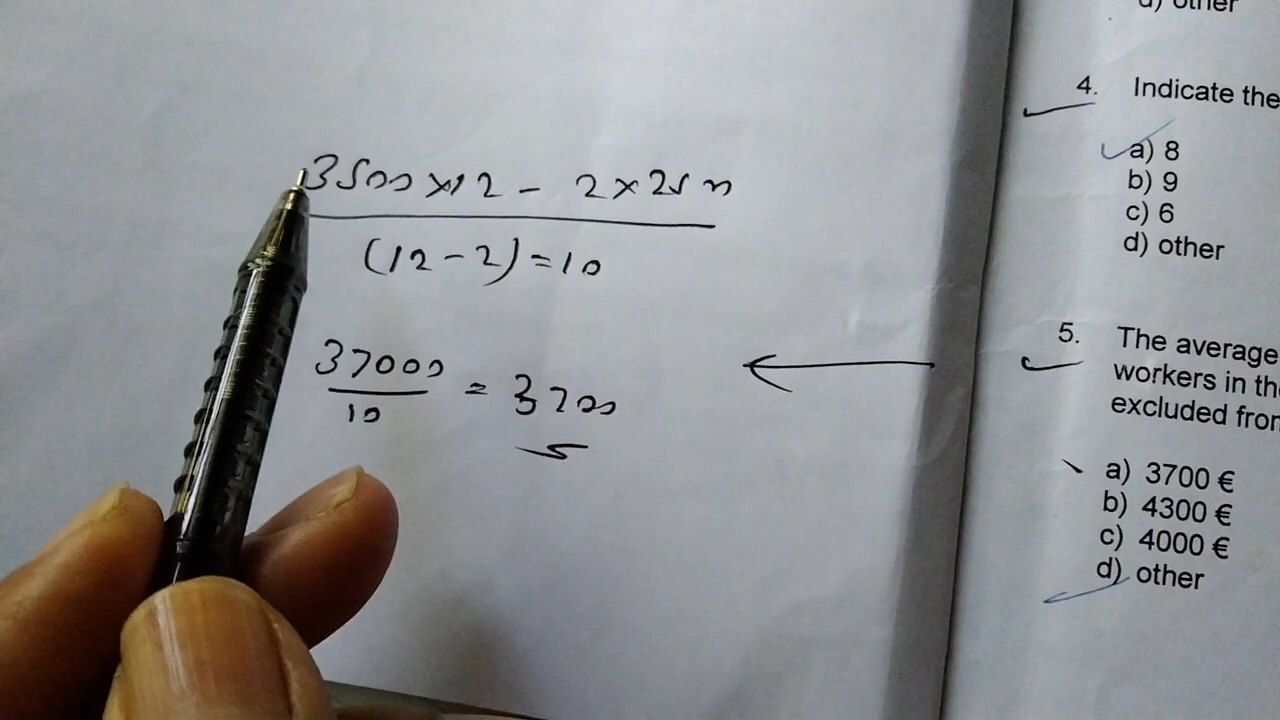 3500 × 12 - 2 × 2500
(12 - 2) = 10
37000
10
= 3700
d) other
4. Indicate the
a) 8
b) 9
c) 6
d) other
5. The average
workers in the
excluded from
a) 3700 €
b) 4300 €
c) 4000 €
d) other